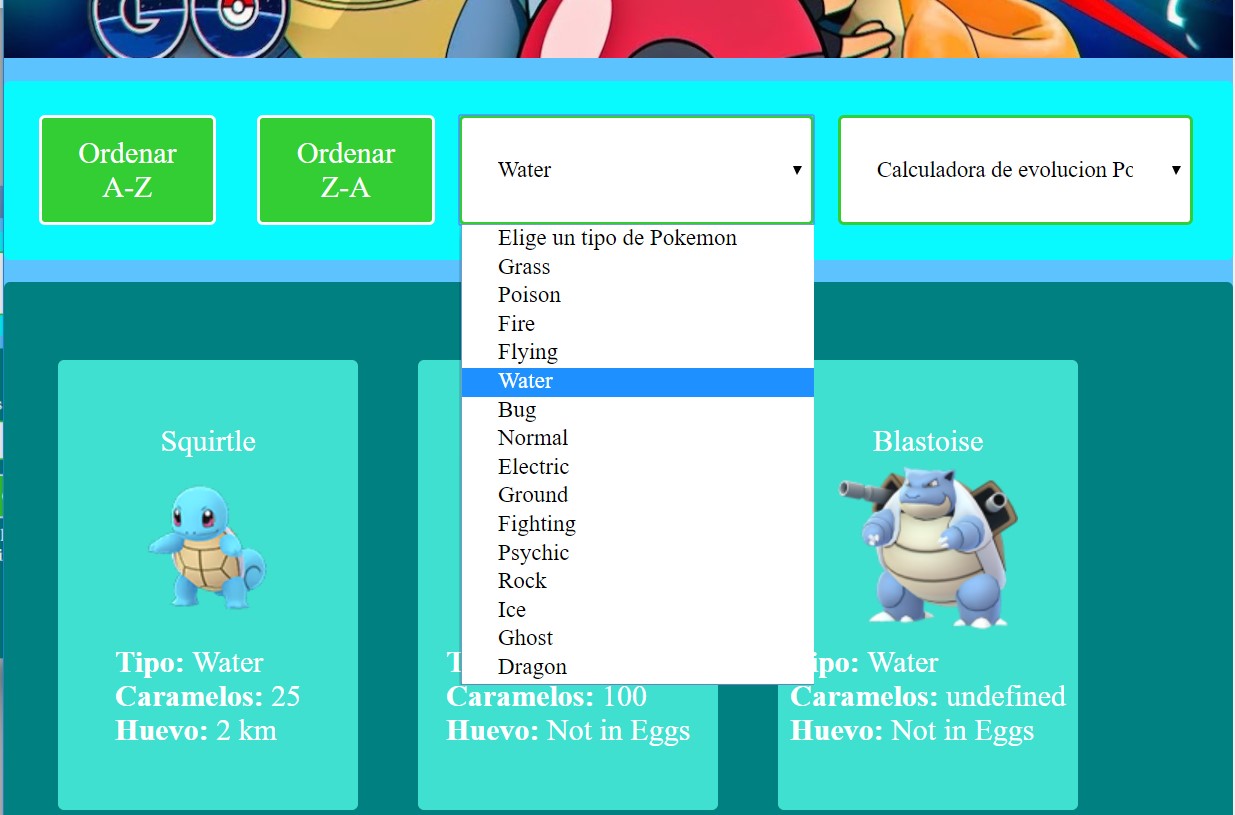 GO
Ordenar
A-Z
Ordenar
Z-A
Water
Calculadora de evolucion
Elige un tipo de Pokemon
Grass
Poison
Fire
Flying
Water
Bug
Normal
Electric
Ground
Fighting
Psychic
Rock
Ice
Ghost
Dragon
Squirtle
Tipo: Water
Caramelos: 25
Huevo: 2 km
Caramelos: 100
Huevo: Not in Eggs
Blastoise
ipo: Water
Caramelos: undefined
Huevo: Not in Eggs